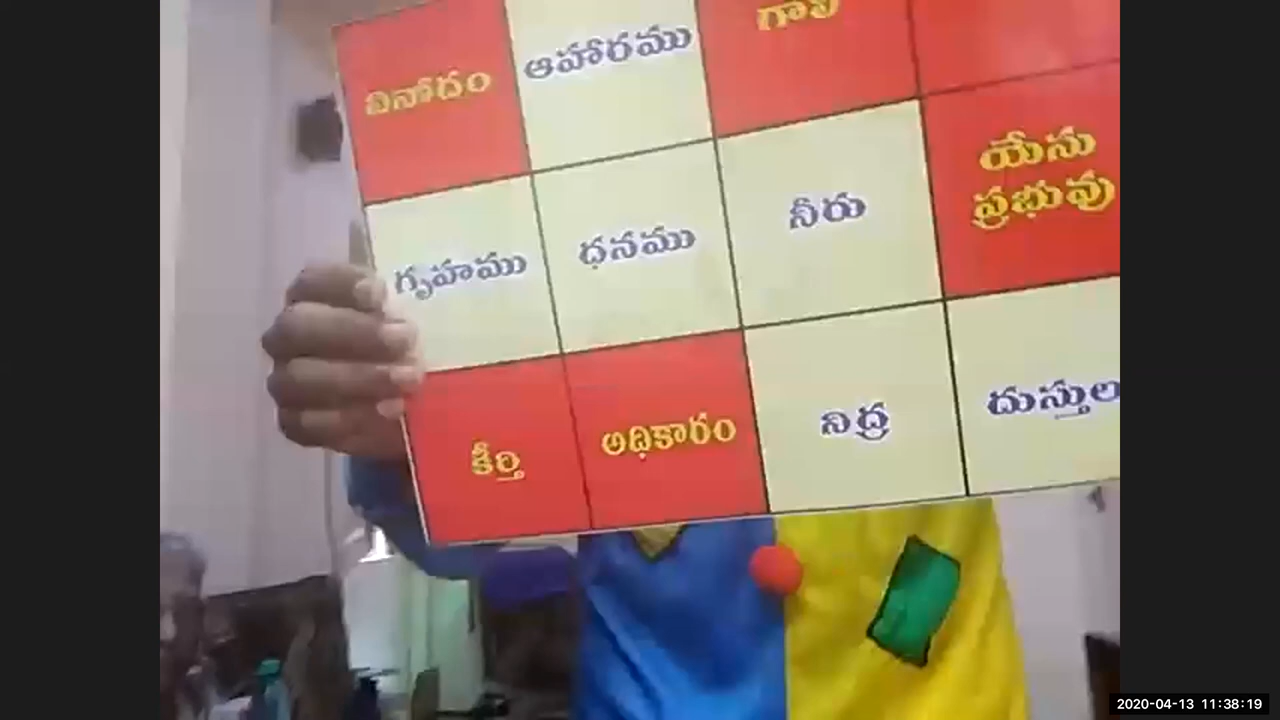 వినోదం
ఆహారము
గాలి
గృహము
ధనము
నీరు
యేసు
ప్రభువు
కీర్తి
అధికారం
నిద్ర
దుస్తుల
2020-04-13 11:38:19